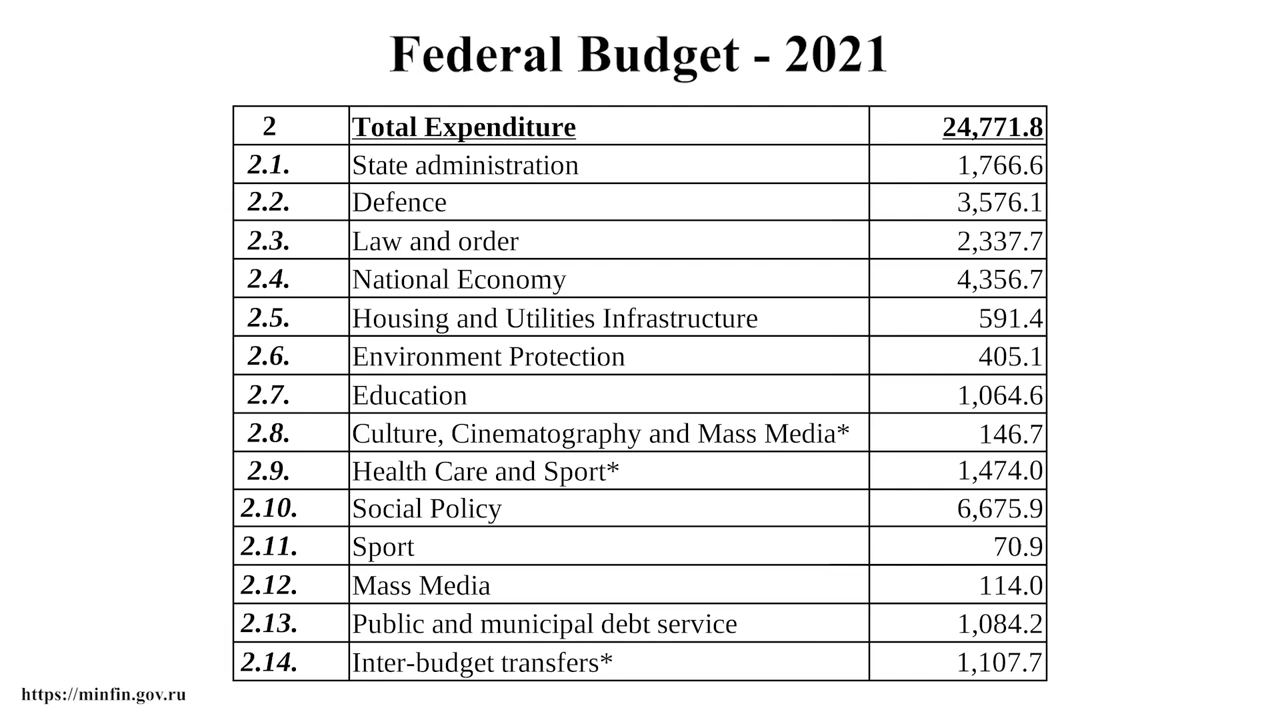 Federal Budget - 2021
2 Total Expenditure 24,771.8
2.1. State administration 1,766.6
2.2. Defence 3,576.1
2.3. Law and order 2,337.7
2.4. National Economy 4,356.7
2.5. Housing and Utilities Infrastructure 591.4
2.6. Environment Protection 405.1
2.7. Education 1,064.6
2.8. Culture, Cinematography and Mass Media* 146.7
2.9. Health Care and Sport* 1,474.0
2.10. Social Policy 6,675.9
2.11. Sport 70.9
2.12. Mass Media 114.0
2.13. Public and municipal debt service 1,084.2
2.14. Inter-budget transfers* 1,107.7
https://minfin.gov.ru